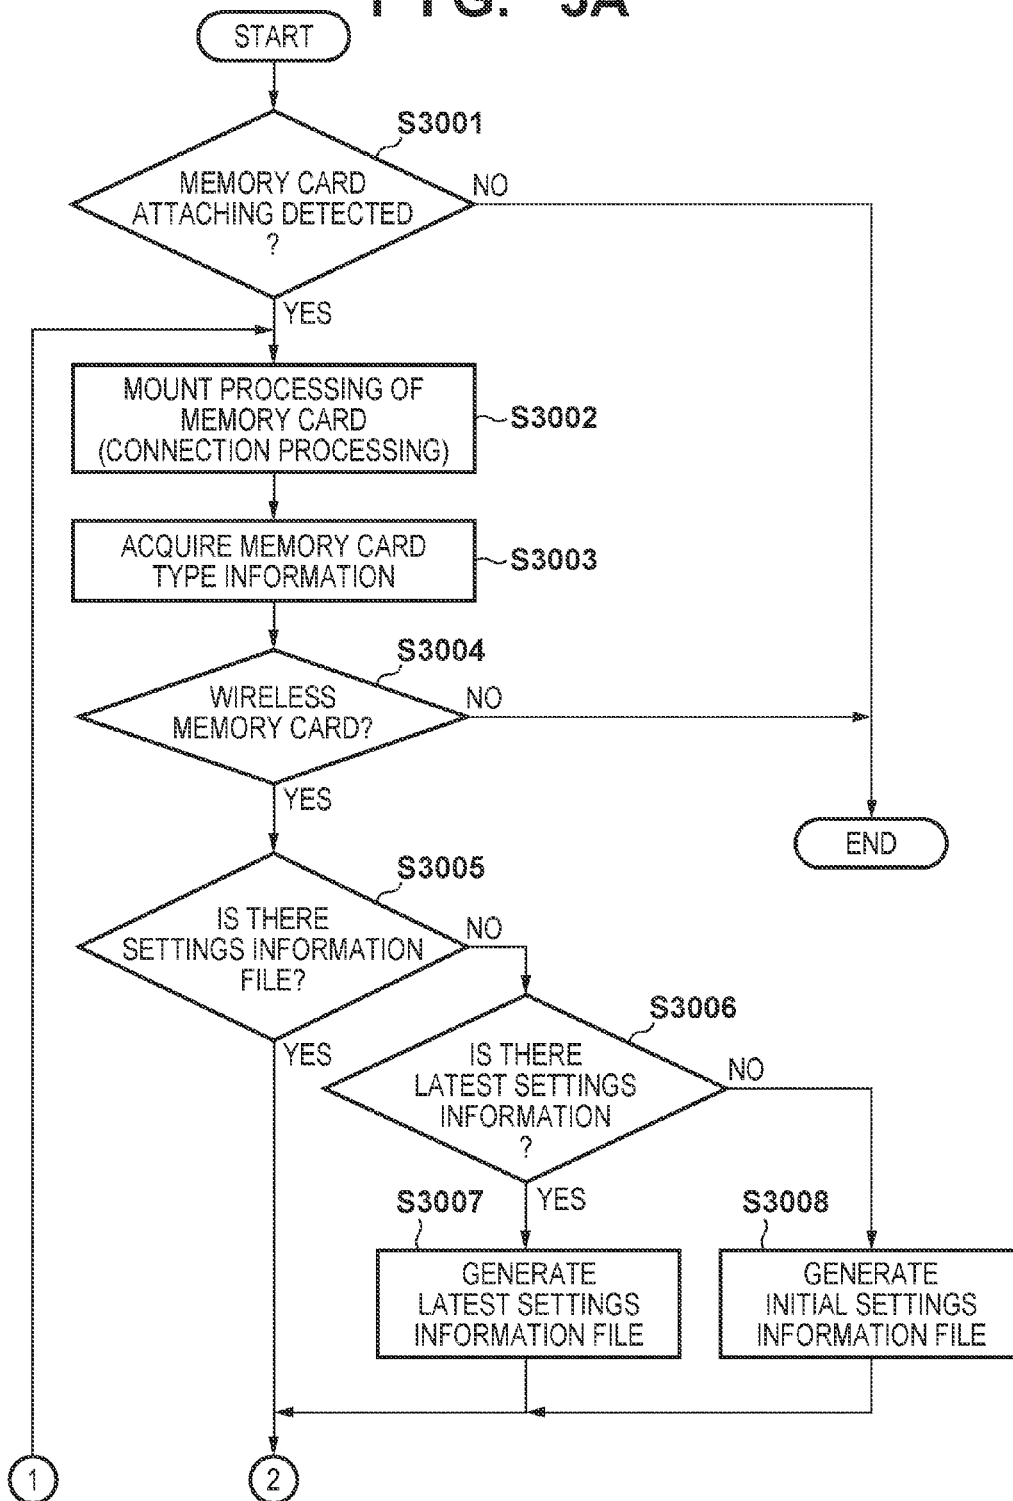 FIG. 3A
START
S3001
MEMORY CARD
ATTACHING DETECTED
?
NO
YES
MOUNT PROCESSING OF
MEMORY CARD
(CONNECTION PROCESSING)
S3002
ACQUIRE MEMORY CARD
TYPE INFORMATION
S3003
S3004
WIRELESS
MEMORY CARD?
NO
YES
END
S3005
IS THERE
SETTINGS INFORMATION
FILE?
NO
YES
S3006
IS THERE
LATEST SETTINGS
INFORMATION
?
NO
YES
S3007
GENERATE
LATEST SETTINGS
INFORMATION FILE
S3008
GENERATE
INITIAL SETTINGS
INFORMATION FILE
1
2